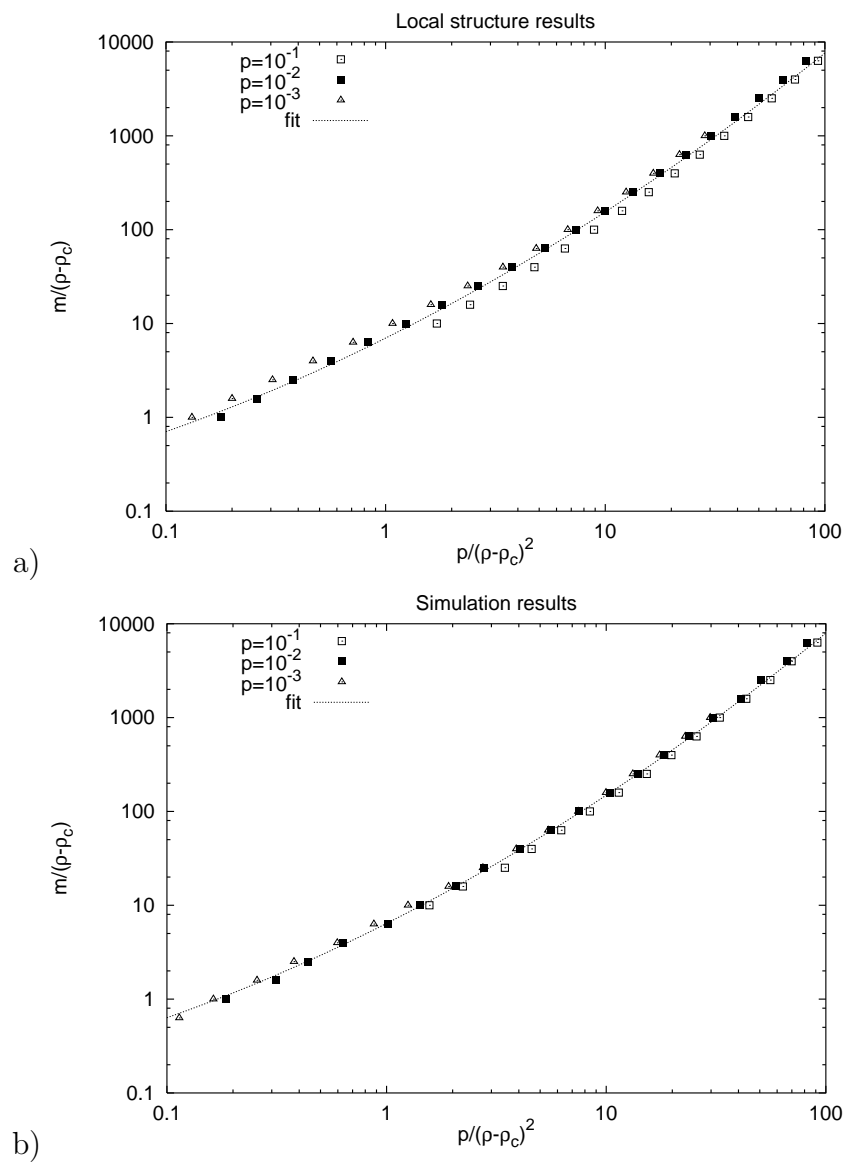 Local structure results
10000
1000
100
10
1
0.1
m/(ρ-ρc)
p=10-1
p=10-2
p=10-3
fit
0.1 1 10 100
p/(ρ-ρc)2
a)
Simulation results
10000
1000
100
10
1
0.1
m/(ρ-ρc)
p=10-1
p=10-2
p=10-3
fit
0.1 1 10 100
p/(ρ-ρc)2
b)